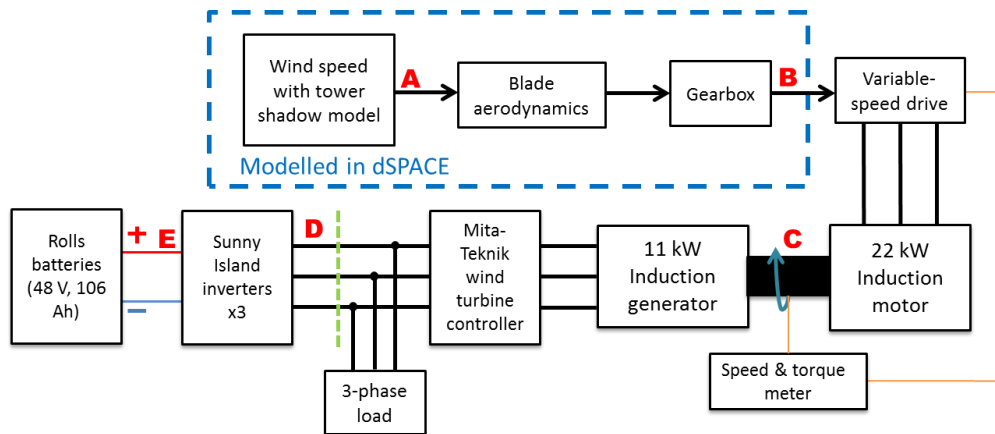 Wind speed
with tower
shadow model
A
Blade
aerodynamics
Gearbox
B
Variable-
speed drive
Modelled in dSPACE
Rolls
batteries
(48 V, 106
Ah)
+
E
–
Sunny
Island
inverters
x3
D
Mita-
Teknik
wind
turbine
controller
11 kW
Induction
generator
C
22 kW
Induction
motor
3-phase
load
Speed & torque
meter